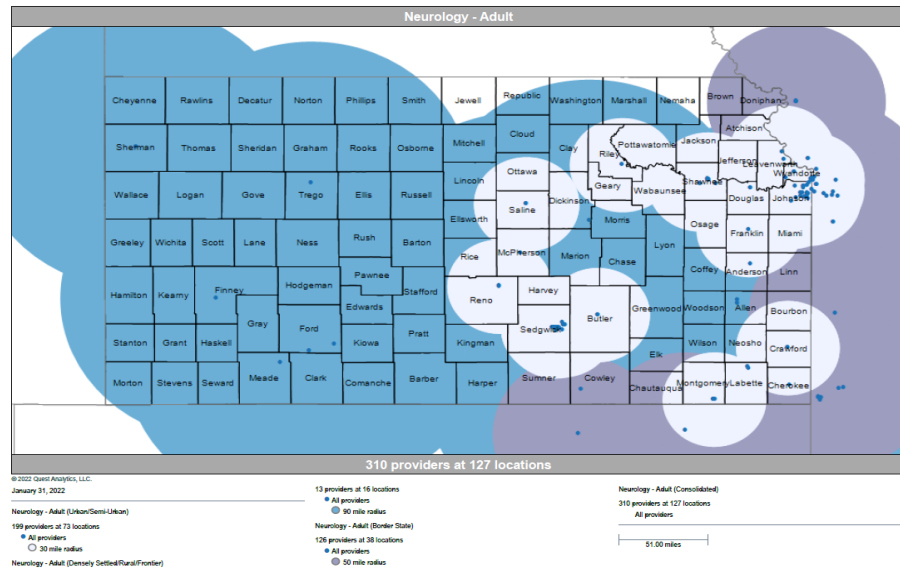 Neurology - Adult
Cheyenne Rawlins Decatur Norton Phillips Smith Jewell Republic Washington Marshall Nemaha Brown Doniphan
Atchison
Sherman Thomas Sheridan Graham Rooks Osborne Mitchell Cloud Clay Riley Pottawatomie Jackson Jefferson Leavenworth
Wyandotte
Wallace Logan Gove Trego Ellis Russell Lincoln Ottawa Geary Wabaunsee Shawnee Douglas Johnson
Saline Dickinson
Greeley Wichita Scott Lane Ness Rush Barton Ellsworth Morris Osage Franklin Miami
Rice McPherson Marion Chase Lyon
Hamilton Kearny Finney Hodgeman Pawnee Stafford Coffey Anderson Linn
Edwards Reno Harvey
Gray Ford Butler Greenwood Woodson Allen Bourbon
Stanton Grant Haskell Kiowa Pratt Kingman Sedgwick Wilson Neosho Crawford
Elk
Morton Stevens Seward Meade Clark Comanche Barber Harper Sumner Cowley Chautauqua Montgomery Labette Cherokee
310 providers at 127 locations
© 2022 Quest Analytics, LLC.
January 31, 2022
Neurology - Adult (Urban/Semi-Urban)
199 providers at 73 locations
All providers
30 mile radius
Neurology - Adult (Densely Settled/Rural/Frontier)
13 providers at 16 locations
All providers
90 mile radius
Neurology - Adult (Border State)
126 providers at 38 locations
All providers
50 mile radius
Neurology - Adult (Consolidated)
310 providers at 127 locations
All providers
51.00 miles